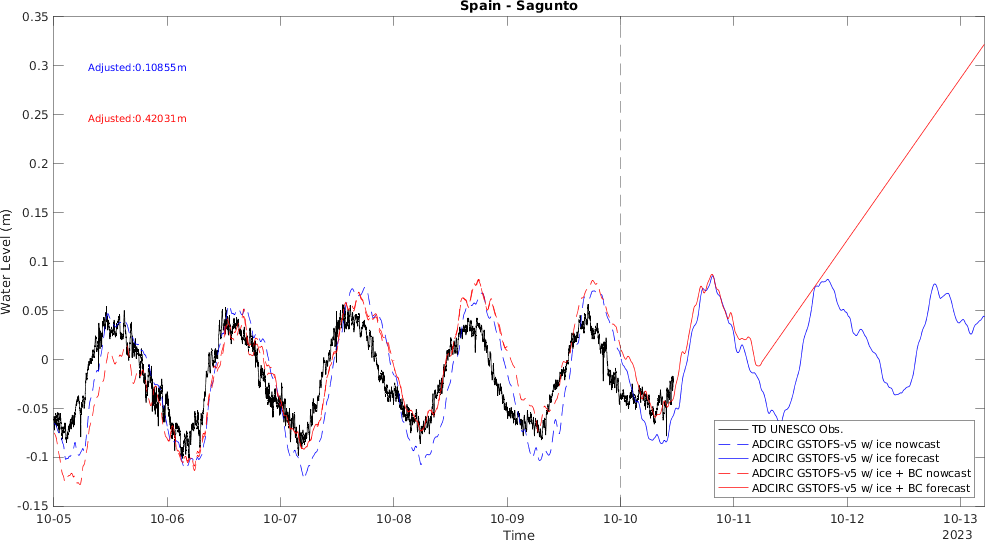 Spain - Sagunto
0.35
0.3
0.25
0.2
0.15
0.1
0.05
0
-0.05
-0.1
-0.15
Water Level (m)
Adjusted:0.10855m
Adjusted:0.42031m
TD UNESCO Obs.
ADCIRC GSTOFS-v5 w/ ice nowcast
ADCIRC GSTOFS-v5 w/ ice forecast
ADCIRC GSTOFS-v5 w/ ice + BC nowcast
ADCIRC GSTOFS-v5 w/ ice + BC forecast
10-05 10-06 10-07 10-08 10-09 10-10 10-11 10-12 10-13
Time
2023